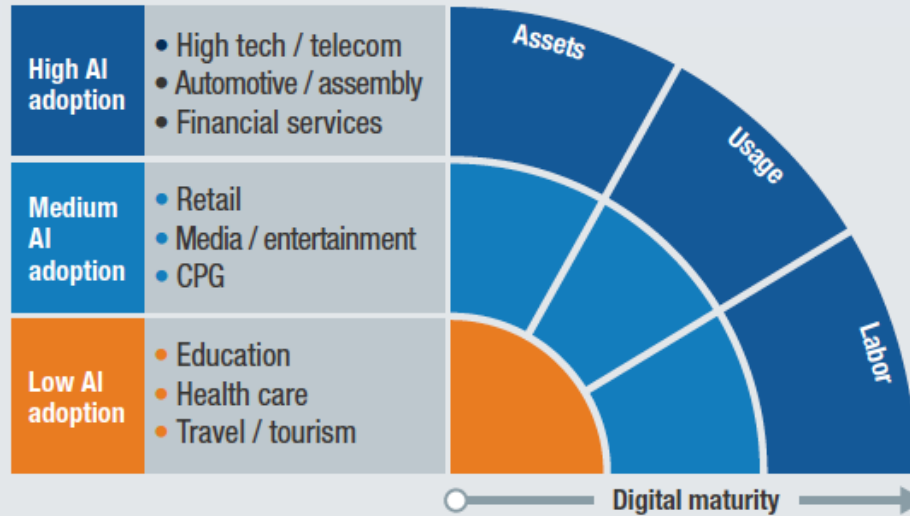 High AI
adoption
• High tech / telecom
• Automotive / assembly
• Financial services
Medium
AI
adoption
• Retail
• Media / entertainment
• CPG
Low AI
adoption
• Education
• Health care
• Travel / tourism
Assets
Usage
Labor
Digital maturity